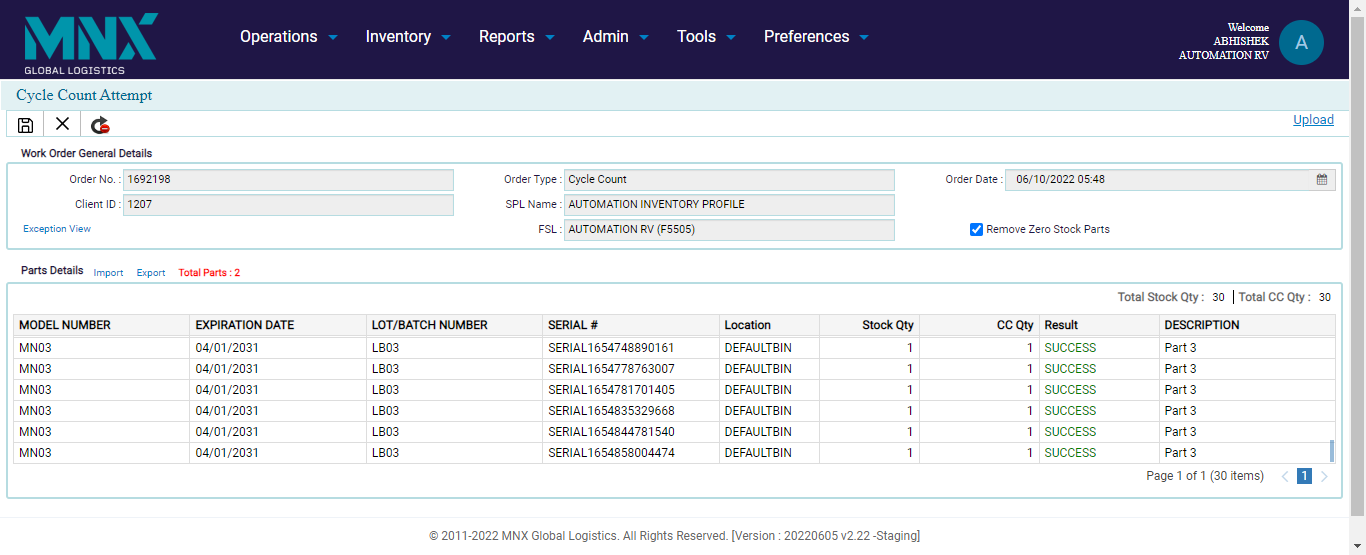 MNX
GLOBAL LOGISTICS
Operations Inventory Reports Admin Tools Preferences
Welcome
ABHISHEK
AUTOMATION RV
A
Cycle Count Attempt
Upload
Work Order General Details
Order No. : 1692198 Order Type : Cycle Count Order Date : 06/10/2022 05:48
Client ID : 1207 SPL Name : AUTOMATION INVENTORY PROFILE
Exception View FSL : AUTOMATION RV (F5505) Remove Zero Stock Parts
Parts Details Import Export Total Parts : 2
Total Stock Qty : 30 Total CC Qty : 30
MODEL NUMBER EXPIRATION DATE LOT/BATCH NUMBER SERIAL # Location Stock Qty CC Qty Result DESCRIPTION
MN03 04/01/2031 LB03 SERIAL1654748890161 DEFAULTBIN 1 1 SUCCESS Part 3
MN03 04/01/2031 LB03 SERIAL1654778763007 DEFAULTBIN 1 1 SUCCESS Part 3
MN03 04/01/2031 LB03 SERIAL1654781701405 DEFAULTBIN 1 1 SUCCESS Part 3
MN03 04/01/2031 LB03 SERIAL1654835329668 DEFAULTBIN 1 1 SUCCESS Part 3
MN03 04/01/2031 LB03 SERIAL1654844781540 DEFAULTBIN 1 1 SUCCESS Part 3
MN03 04/01/2031 LB03 SERIAL1654858004474 DEFAULTBIN 1 1 SUCCESS Part 3
Page 1 of 1 (30 items) 1
© 2011-2022 MNX Global Logistics. All Rights Reserved. [Version : 20220605 v2.22 -Staging]